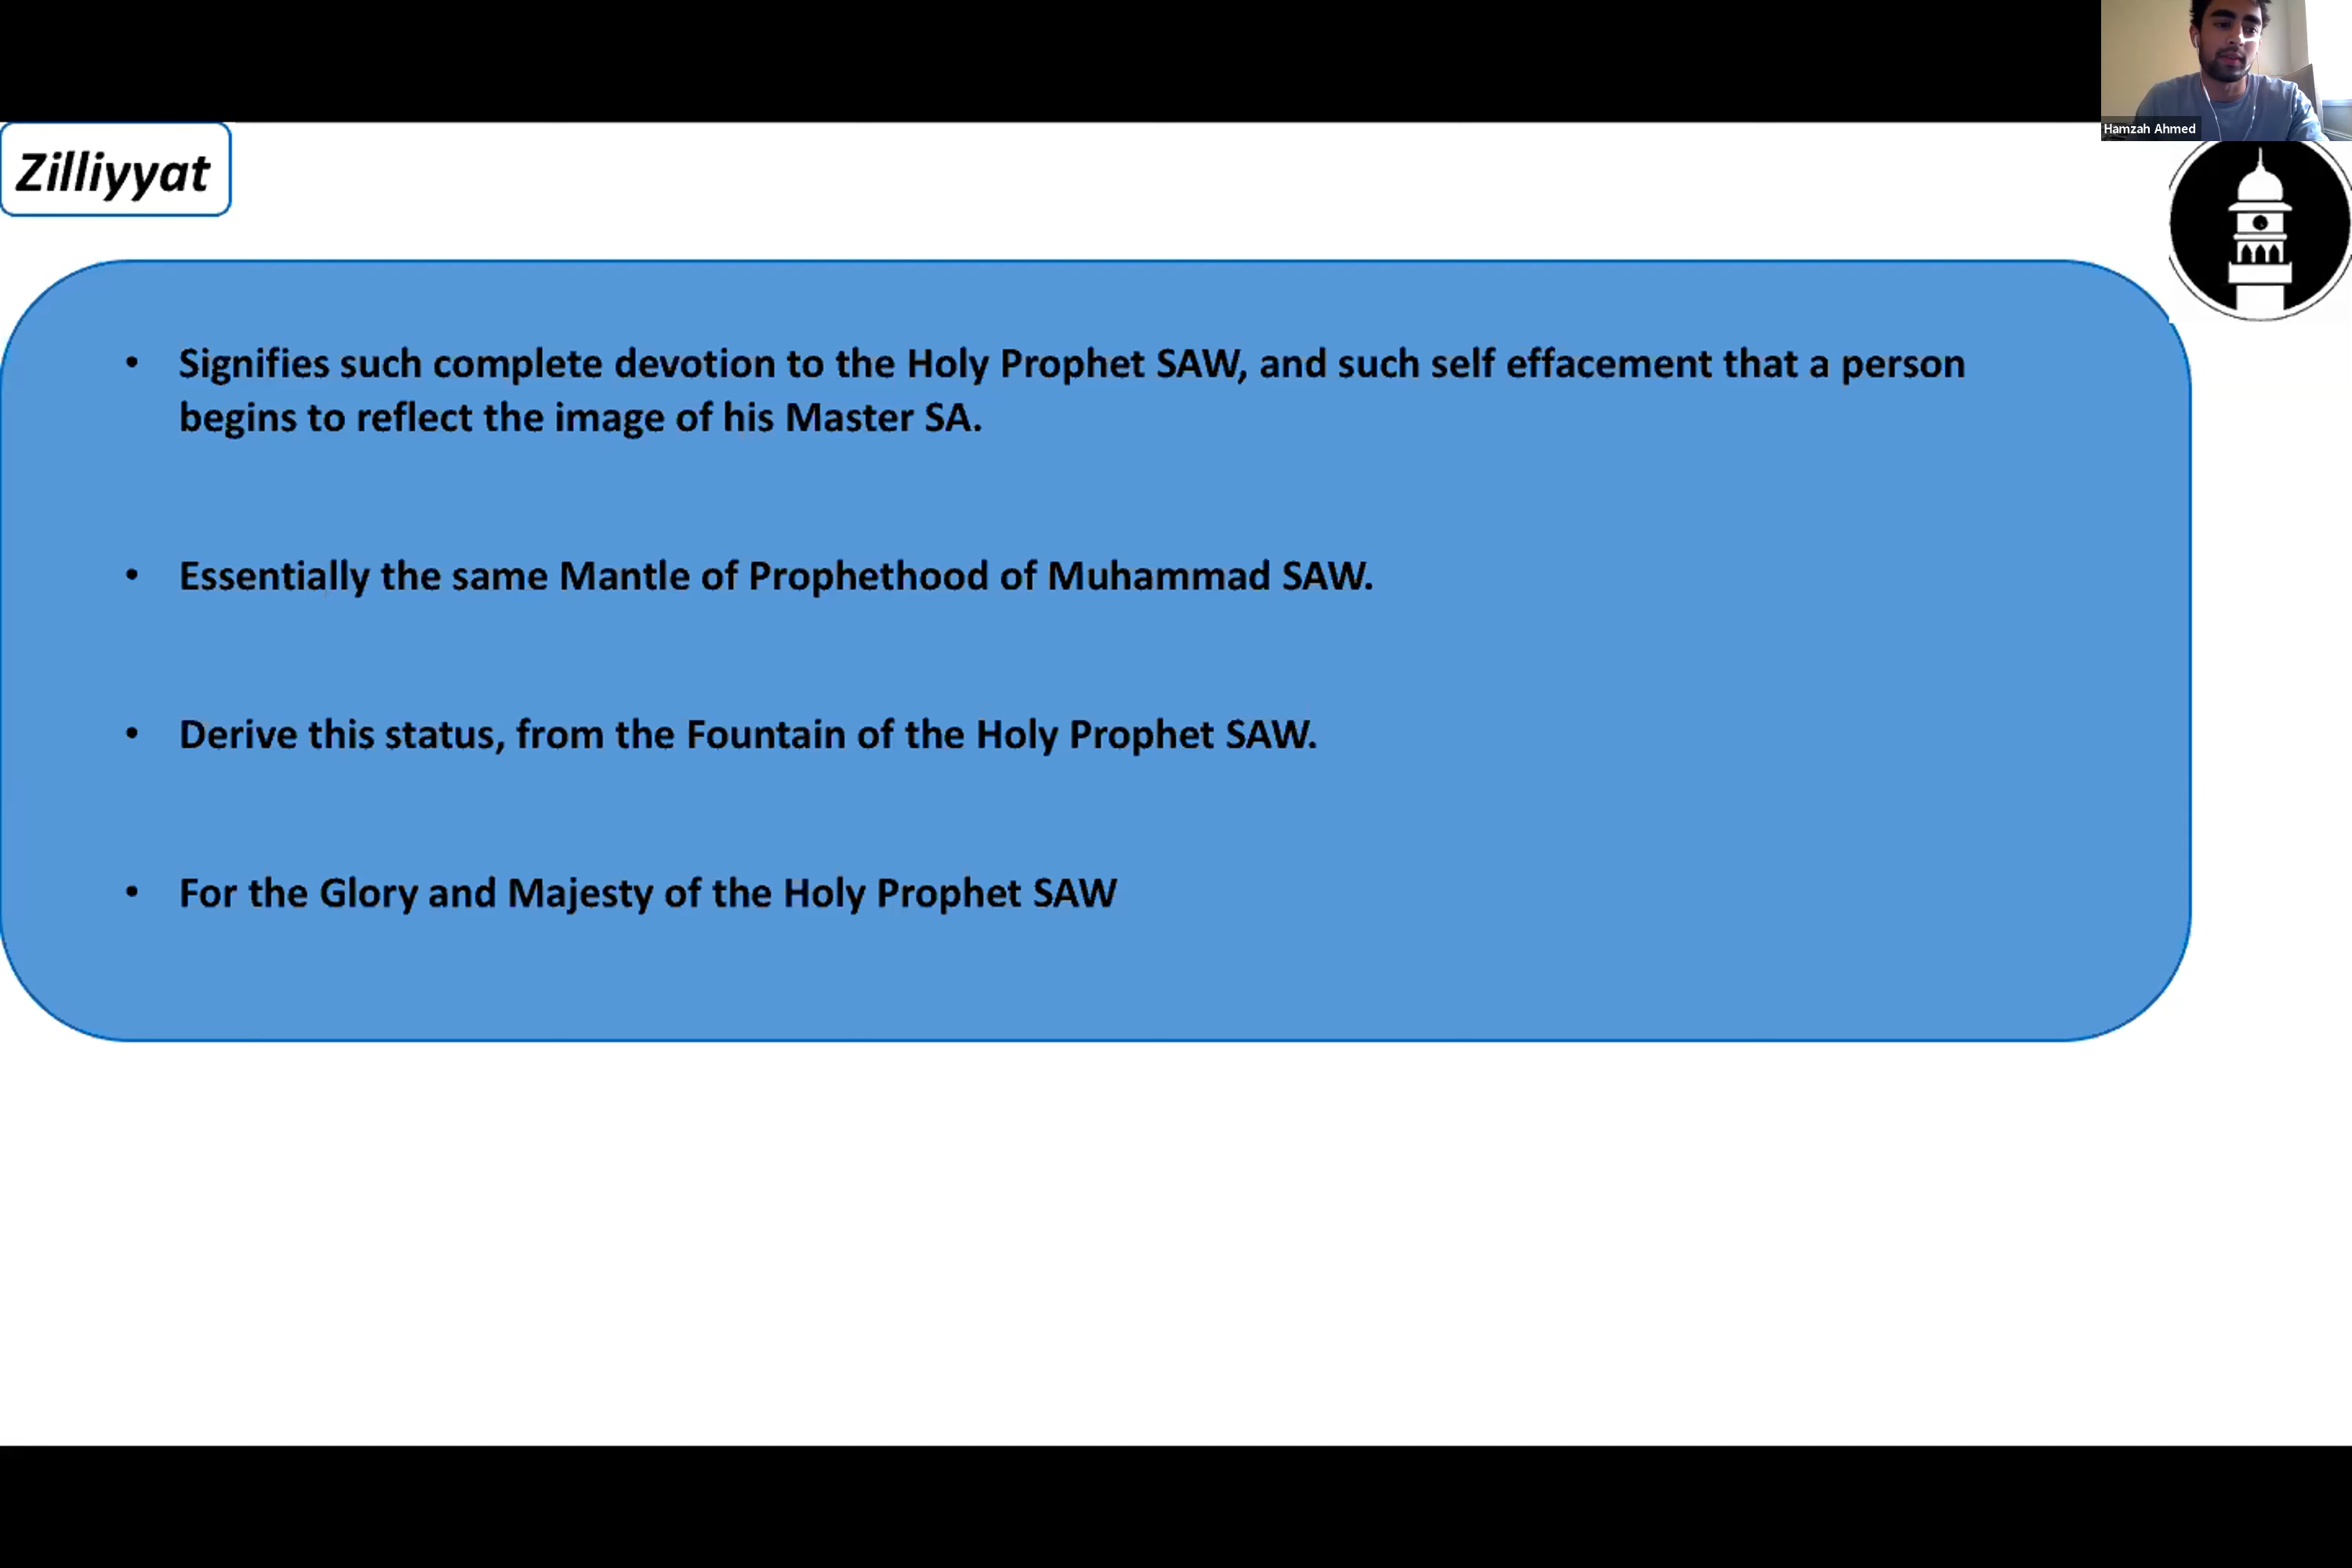 Hamzah Ahmed
Zilliyyat
• Signifies such complete devotion to the Holy Prophet SAW, and such self effacement that a person
begins to reflect the image of his Master SA.
• Essentially the same Mantle of Prophethood of Muhammad SAW.
• Derive this status, from the Fountain of the Holy Prophet SAW.
• For the Glory and Majesty of the Holy Prophet SAW